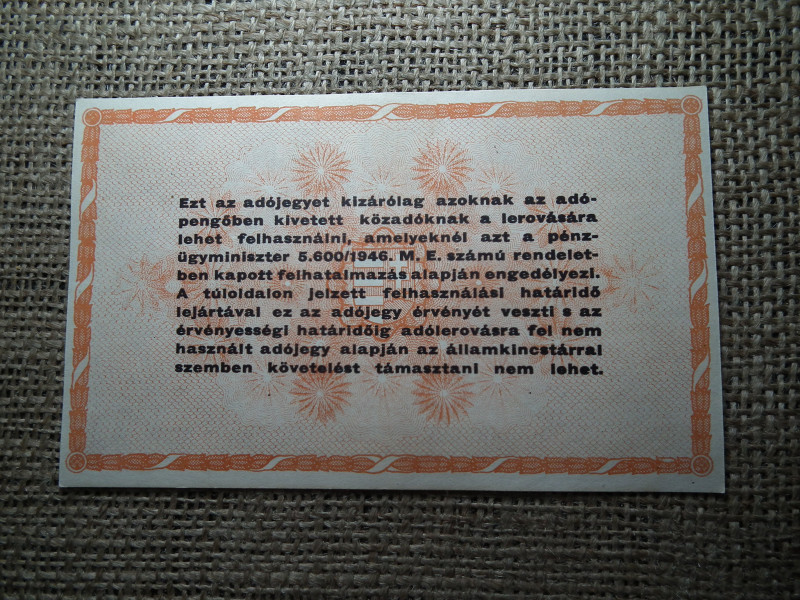 Ezt az adójegyet kizárólag azoknak az adó-
pengőben kivetett közadóknak a lerovására
lehet felhasználni, amelyeknél azt a pénz-
ügyminiszter 5.600/1946. M. E. számú rendelet-
ben kapott felhatalmazás alapján engedélyezi.
A túloldalon jelzett felhasználási határidő
lejártával ez az adójegy érvényét veszti s az
érvényességi határidőig adólerovásra fel nem
használt adójegy alapján az államkincstárral
szemben követelést támasztani nem lehet.